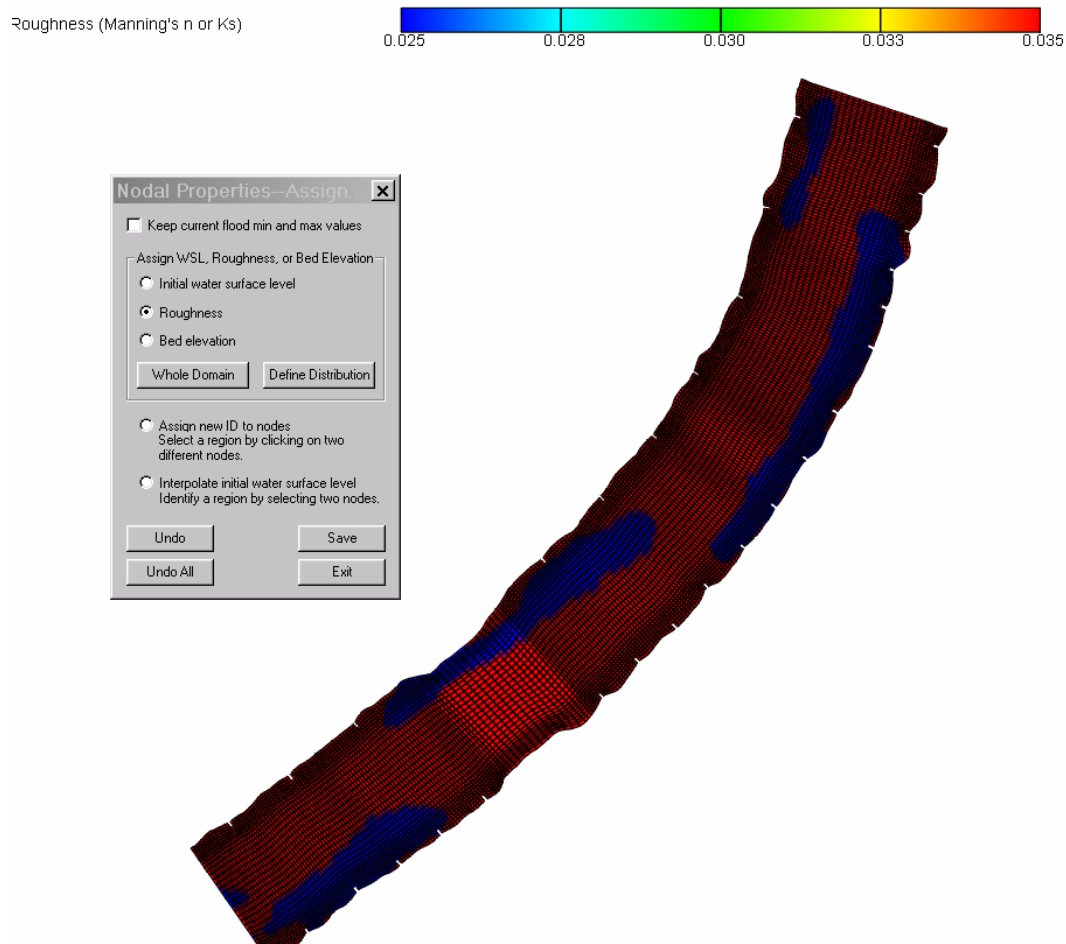 Roughness (Manning's n or Ks)
0.025 0.028 0.030 0.033 0.035
Nodal Properties--Assign...
Keep current flood min and max values
Assign WSL, Roughness, or Bed Elevation
Initial water surface level
Roughness
Bed elevation
Whole Domain Define Distribution
Assign new ID to nodes
Select a region by clicking on two
different nodes.
Interpolate initial water surface level
Identify a region by selecting two nodes.
Undo Save
Undo All Exit